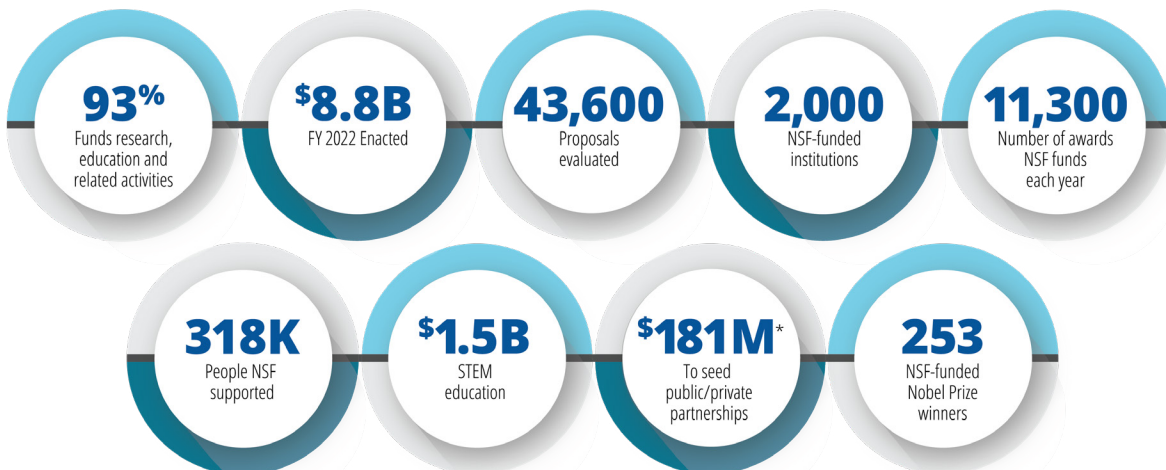 93%
Funds research,
education and
related activities
$8.8B
FY 2022 Enacted
43,600
Proposals
evaluated
2,000
NSF-funded
institutions
11,300
Number of awards
NSF funds
each year
318K
People NSF
supported
$1.5B
STEM
education
$181M*
To seed
public/private
partnerships
253
NSF-funded
Nobel Prize
winners